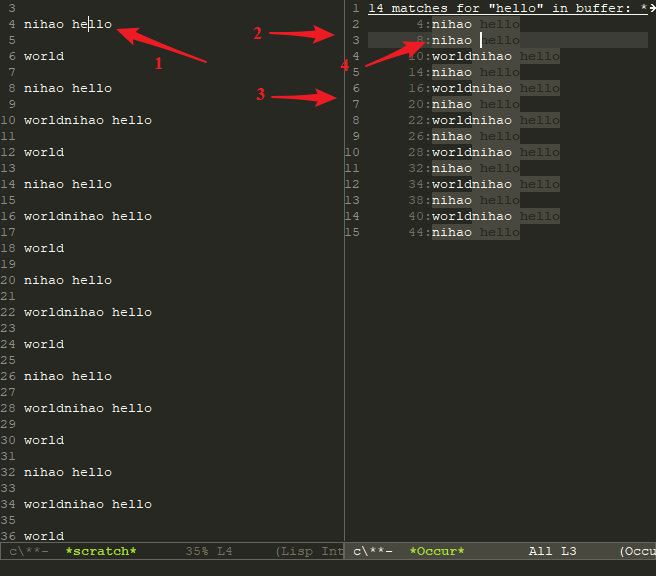 3
4 nihao hello
5
6 world
7
8 nihao hello
9
10 worldnihao hello
11
12 world
13
14 nihao hello
15
16 worldnihao hello
17
18 world
19
20 nihao hello
21
22 worldnihao hello
23
24 world
25
26 nihao hello
27
28 worldnihao hello
29
30 world
31
32 nihao hello
33
34 worldnihao hello
35
36 world
c\**- *scratch* 35% L4 (Lisp Int
1 14 matches for "hello" in buffer: *
2 4:nihao hello
3 8:nihao hello
4 10:worldnihao hello
5 14:nihao hello
6 16:worldnihao hello
7 20:nihao hello
8 22:worldnihao hello
9 26:nihao hello
10 28:worldnihao hello
11 32:nihao hello
12 34:worldnihao hello
13 38:nihao hello
14 40:worldnihao hello
15 44:nihao hello
c\**- *Occur* All L3 (Occu
1
2
3
4